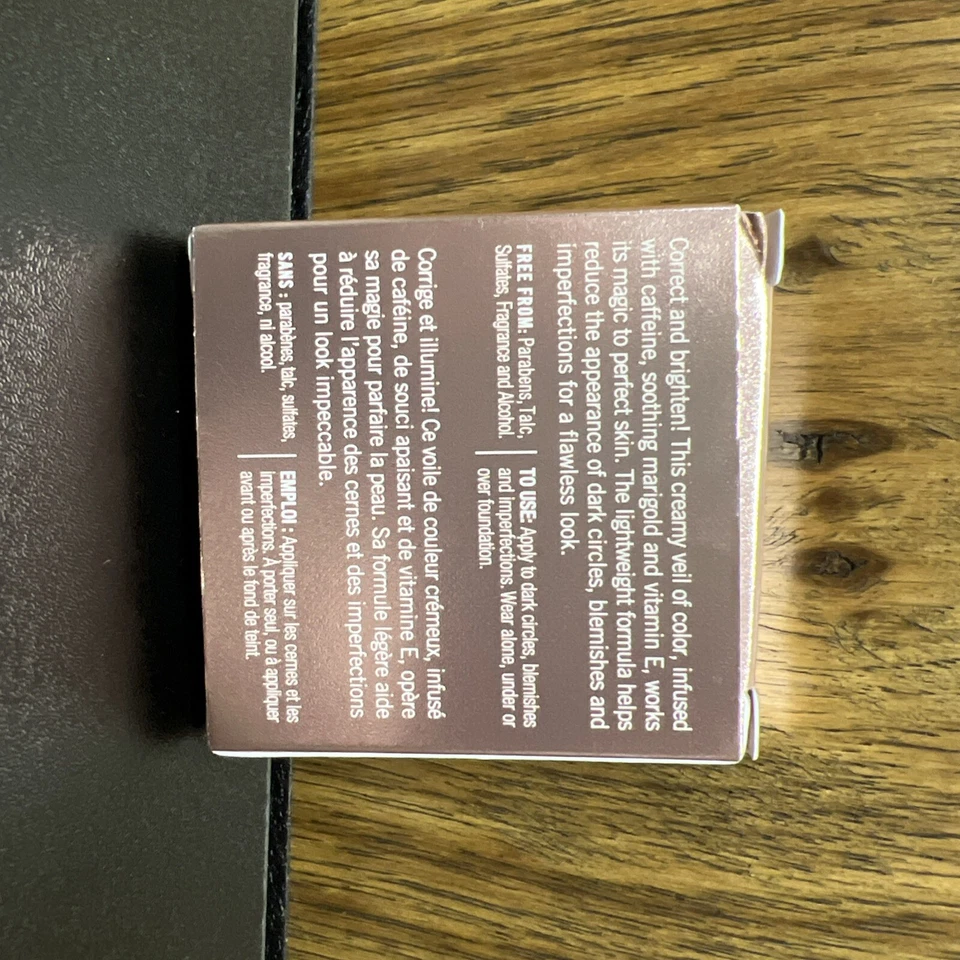 Correct and brighten! This creamy veil of color, infused
with caffeine, soothing marigold and vitamin E, works
its magic to perfect skin. The lightweight formula helps
reduce the appearance of dark circles, blemishes and
imperfections for a flawless look.
FREE FROM: Parabens, Talc,
Sulfates, Fragrance and Alcohol.
TO USE: Apply to dark circles, blemishes
and imperfections. Wear alone, under or
over foundation.
Corrige et illumine! Ce voile de couleur crémeux, infusé
de caféine, de souci apaisant et de vitamine E, opère
sa magie pour parfaire la peau. Sa formule légère aide
à réduire l'apparence des cernes et des imperfections
pour un look impeccable.
SANS : parabènes, talc, sulfates,
fragrance, ni alcool.
EMPLOI : Appliquer sur les cernes et les
imperfections. À porter seul, ou à appliquer
avant ou après le fond de teint.